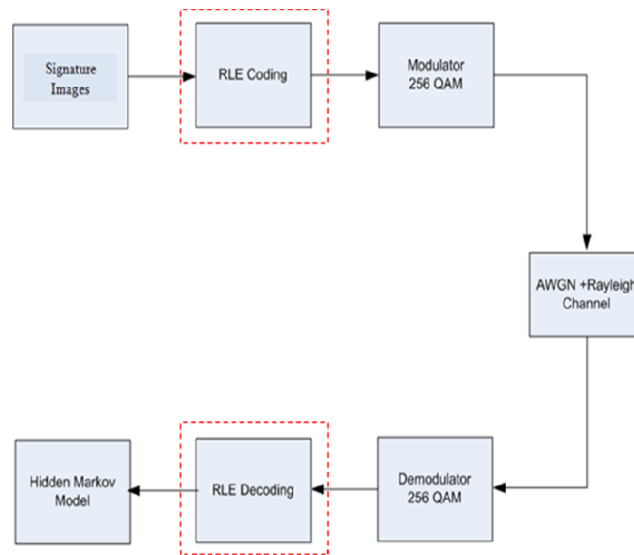 Signature
Images
RLE Coding
Modulator
256 QAM
AWGN +Rayleigh
Channel
Demodulator
256 QAM
RLE Decoding
Hidden Markov
Model